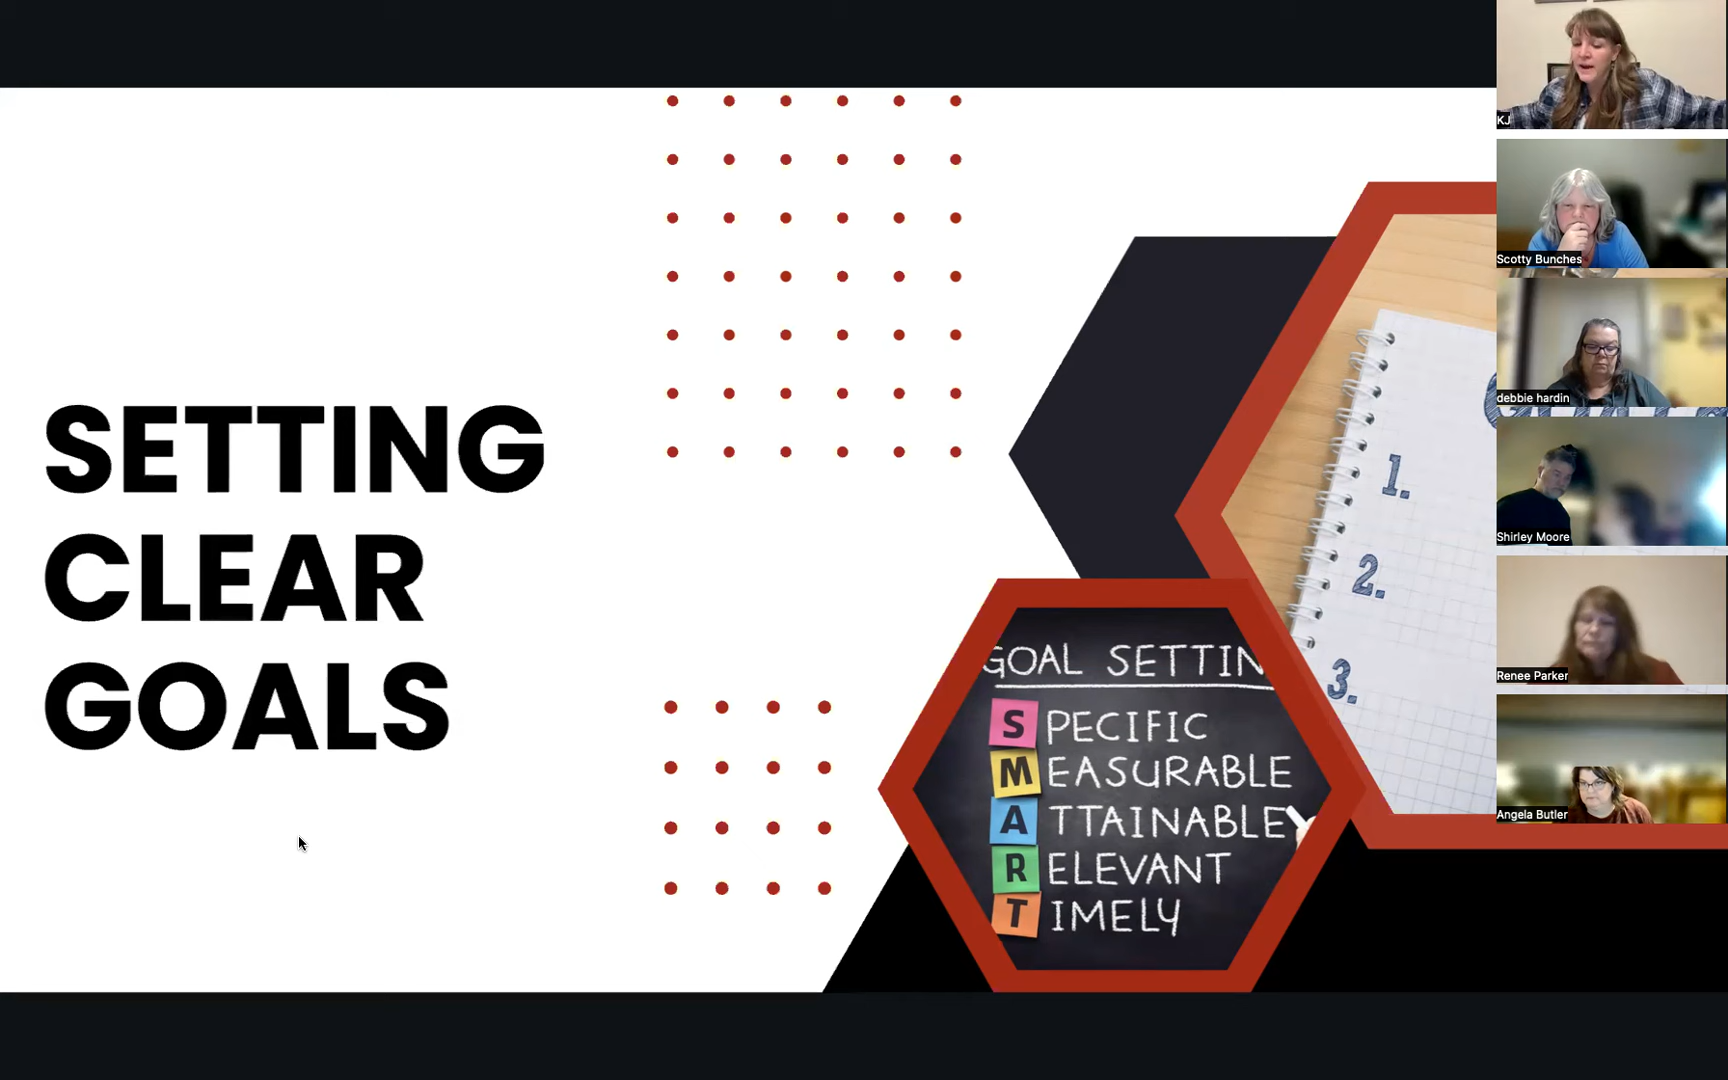 SETTING
CLEAR
GOALS
1.
2.
3.
GOAL SETTIN
SPECIFIC
MEASURABLE
ATTAINABLE
RELEVANT
TIMELY
KJ
Scotty Bunches
debbie hardin
Shirley Moore
Renee Parker
Angela Butler